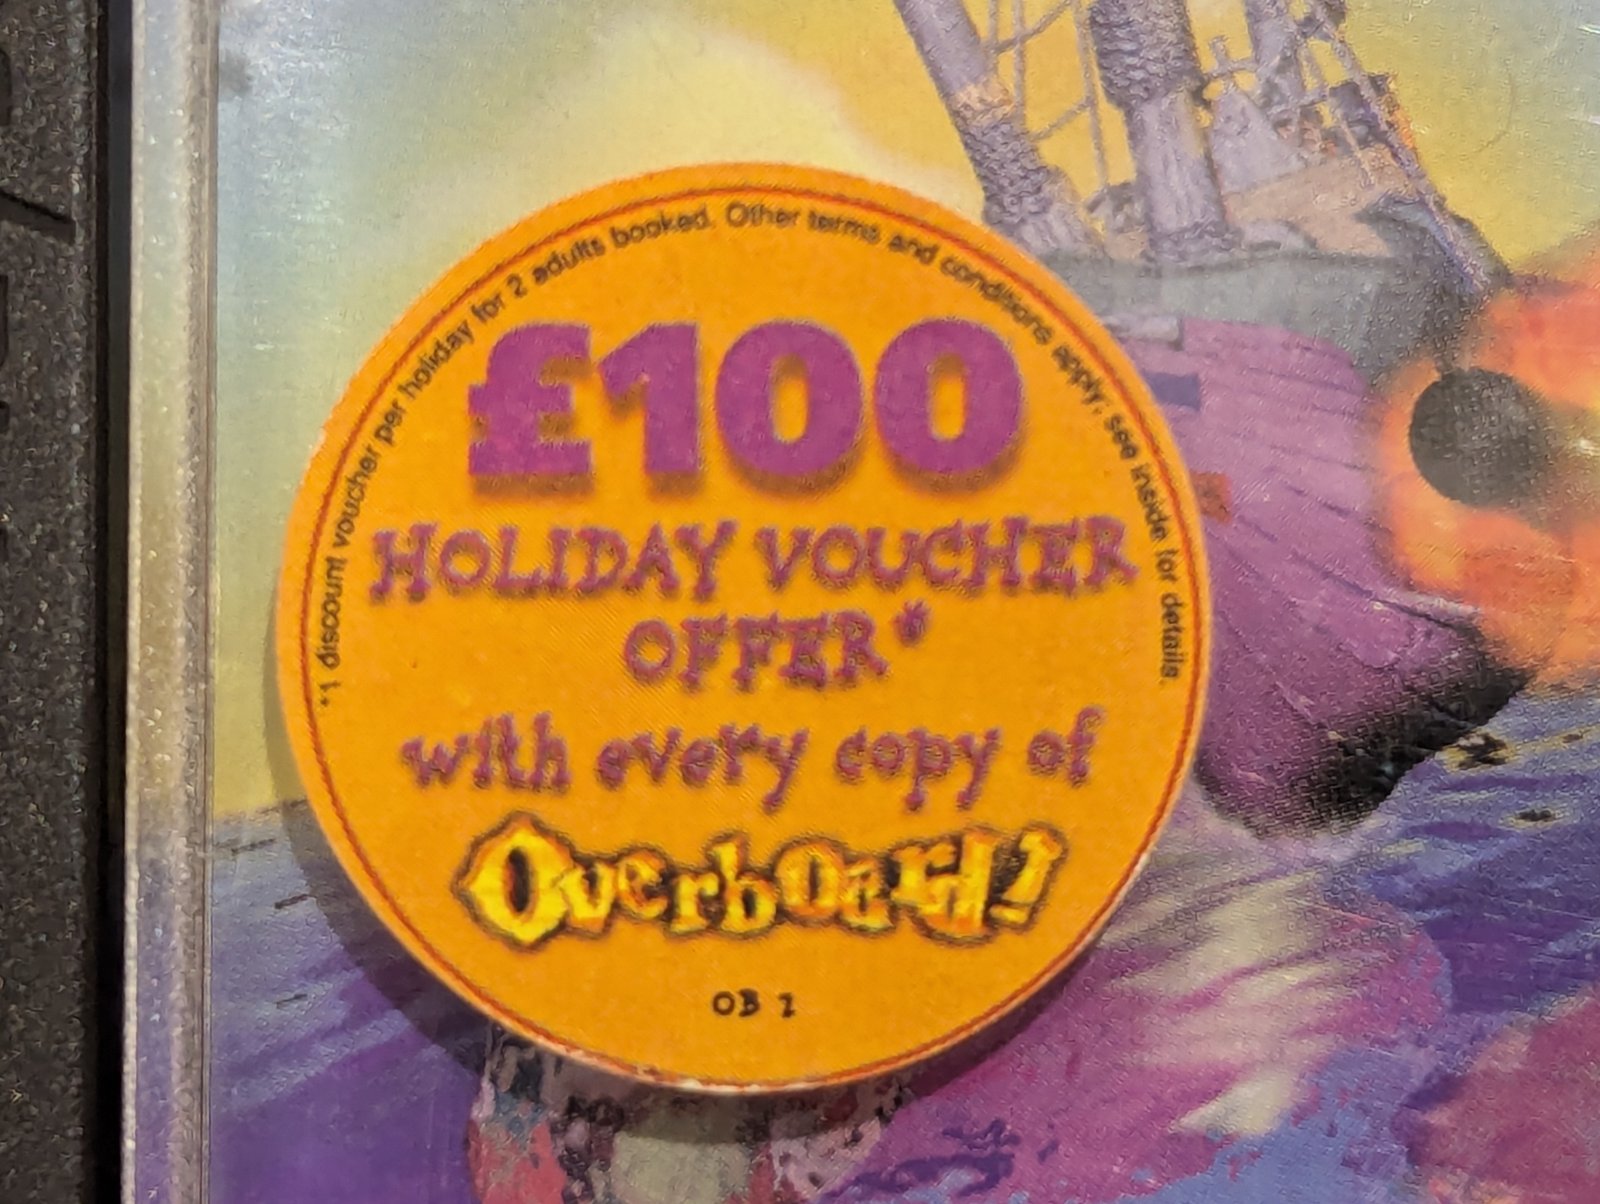 *1 discount voucher per holiday for 2 adults booked. Other terms and conditions apply; see inside for details.
£100
HOLIDAY VOUCHER
OFFER*
with every copy of
Overboard!
OB 1